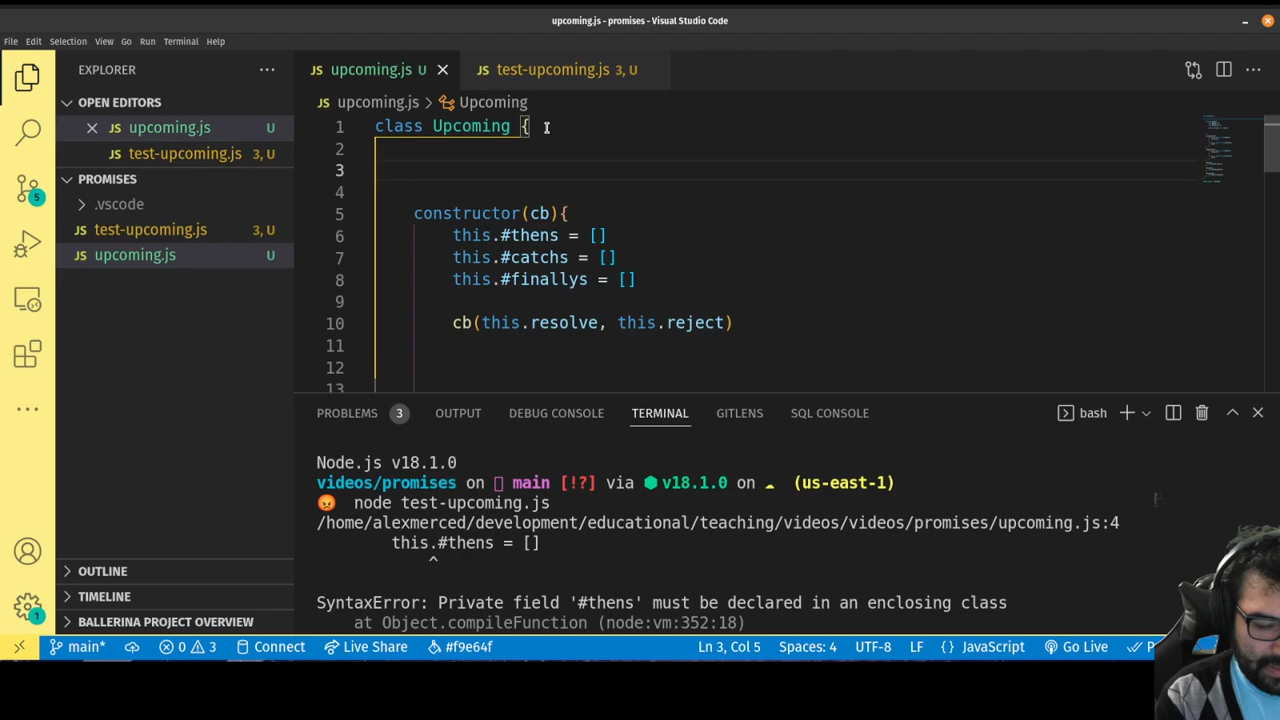 upcoming.js - promises - Visual Studio Code
File Edit Selection View Go Run Terminal Help
EXPLORER
OPEN EDITORS
upcoming.js U
test-upcoming.js 3, U
PROMISES
.vscode
test-upcoming.js 3, U
upcoming.js U
OUTLINE
TIMELINE
BALLERINA PROJECT OVERVIEW
5
1
JS upcoming.js U
JS test-upcoming.js 3, U
JS upcoming.js > Upcoming
1 class Upcoming {
2
3
4
5 constructor(cb){
6 this.#thens = []
7 this.#catchs = []
8 this.#finallys = []
9
10 cb(this.resolve, this.reject)
11
12
13
PROBLEMS 3 OUTPUT DEBUG CONSOLE TERMINAL GITLENS SQL CONSOLE
bash
Node.js v18.1.0
videos/promises on main [!?] via v18.1.0 on (us-east-1)
node test-upcoming.js
/home/alexmerced/development/educational/teaching/videos/videos/promises/upcoming.js:4
this.#thens = []
^
SyntaxError: Private field '#thens' must be declared in an enclosing class
at Object.compileFunction (node:vm:352:18)
main* 0 3 Connect Live Share #f9e64f Ln 3, Col 5 Spaces: 4 UTF-8 LF {} JavaScript Go Live